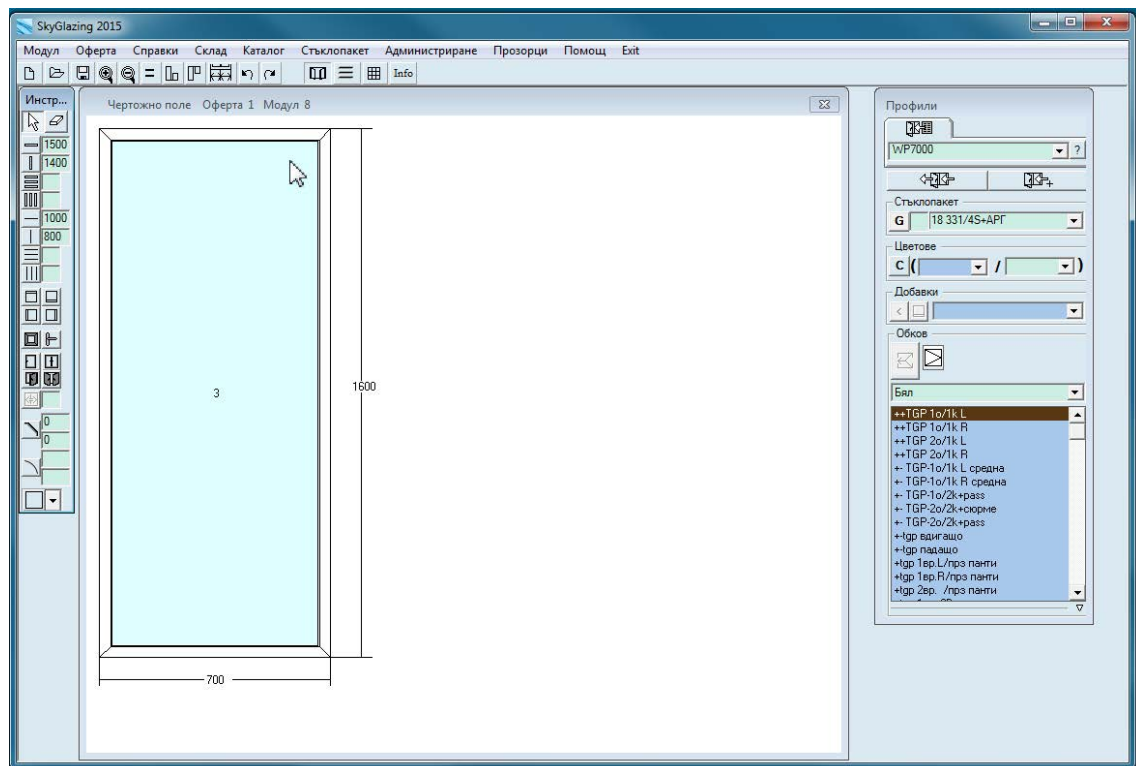 SkyGlazing 2015
Модул Оферта Справки Склад Каталог Стъклопакет Администриране Прозорци Помощ Exit
Info
Инстр...
1500
1400
1000
800
0
0
Чертожно поле Оферта 1 Модул 8
3
1600
700
Профили
WP7000
?
Стъклопакет
G 18 331/4S+АРГ
Цветове
C ( / )
Добавки
<
Обков
Бял
++TGP 1o/1k L
++TGP 1o/1k R
++TGP 2o/1k L
++TGP 2o/1k R
+- TGP-1o/1k L средна
+- TGP-1o/1k R средна
+- TGP-1o/2k+pass
+- TGP-2o/2k+сюрме
+- TGP-2o/2k+pass
+-tgp вдигащо
+-tgp падащо
+tgp 1вр.L/прз панти
+tgp 1вр.R/прз панти
+tgp 2вр. /прз панти